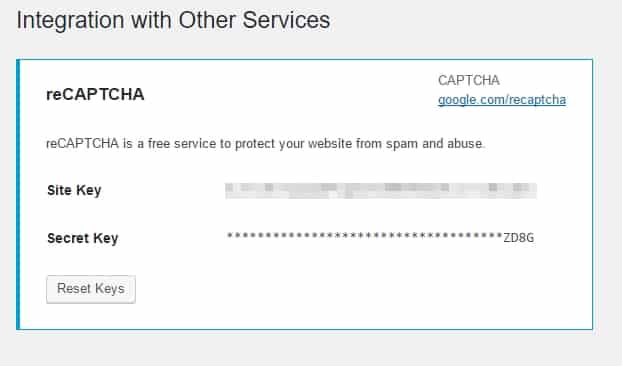 Integration with Other Services
reCAPTCHA
CAPTCHA
google.com/recaptcha
reCAPTCHA is a free service to protect your website from spam and abuse.
Site Key
Secret Key ************************************ZD8G
Reset Keys